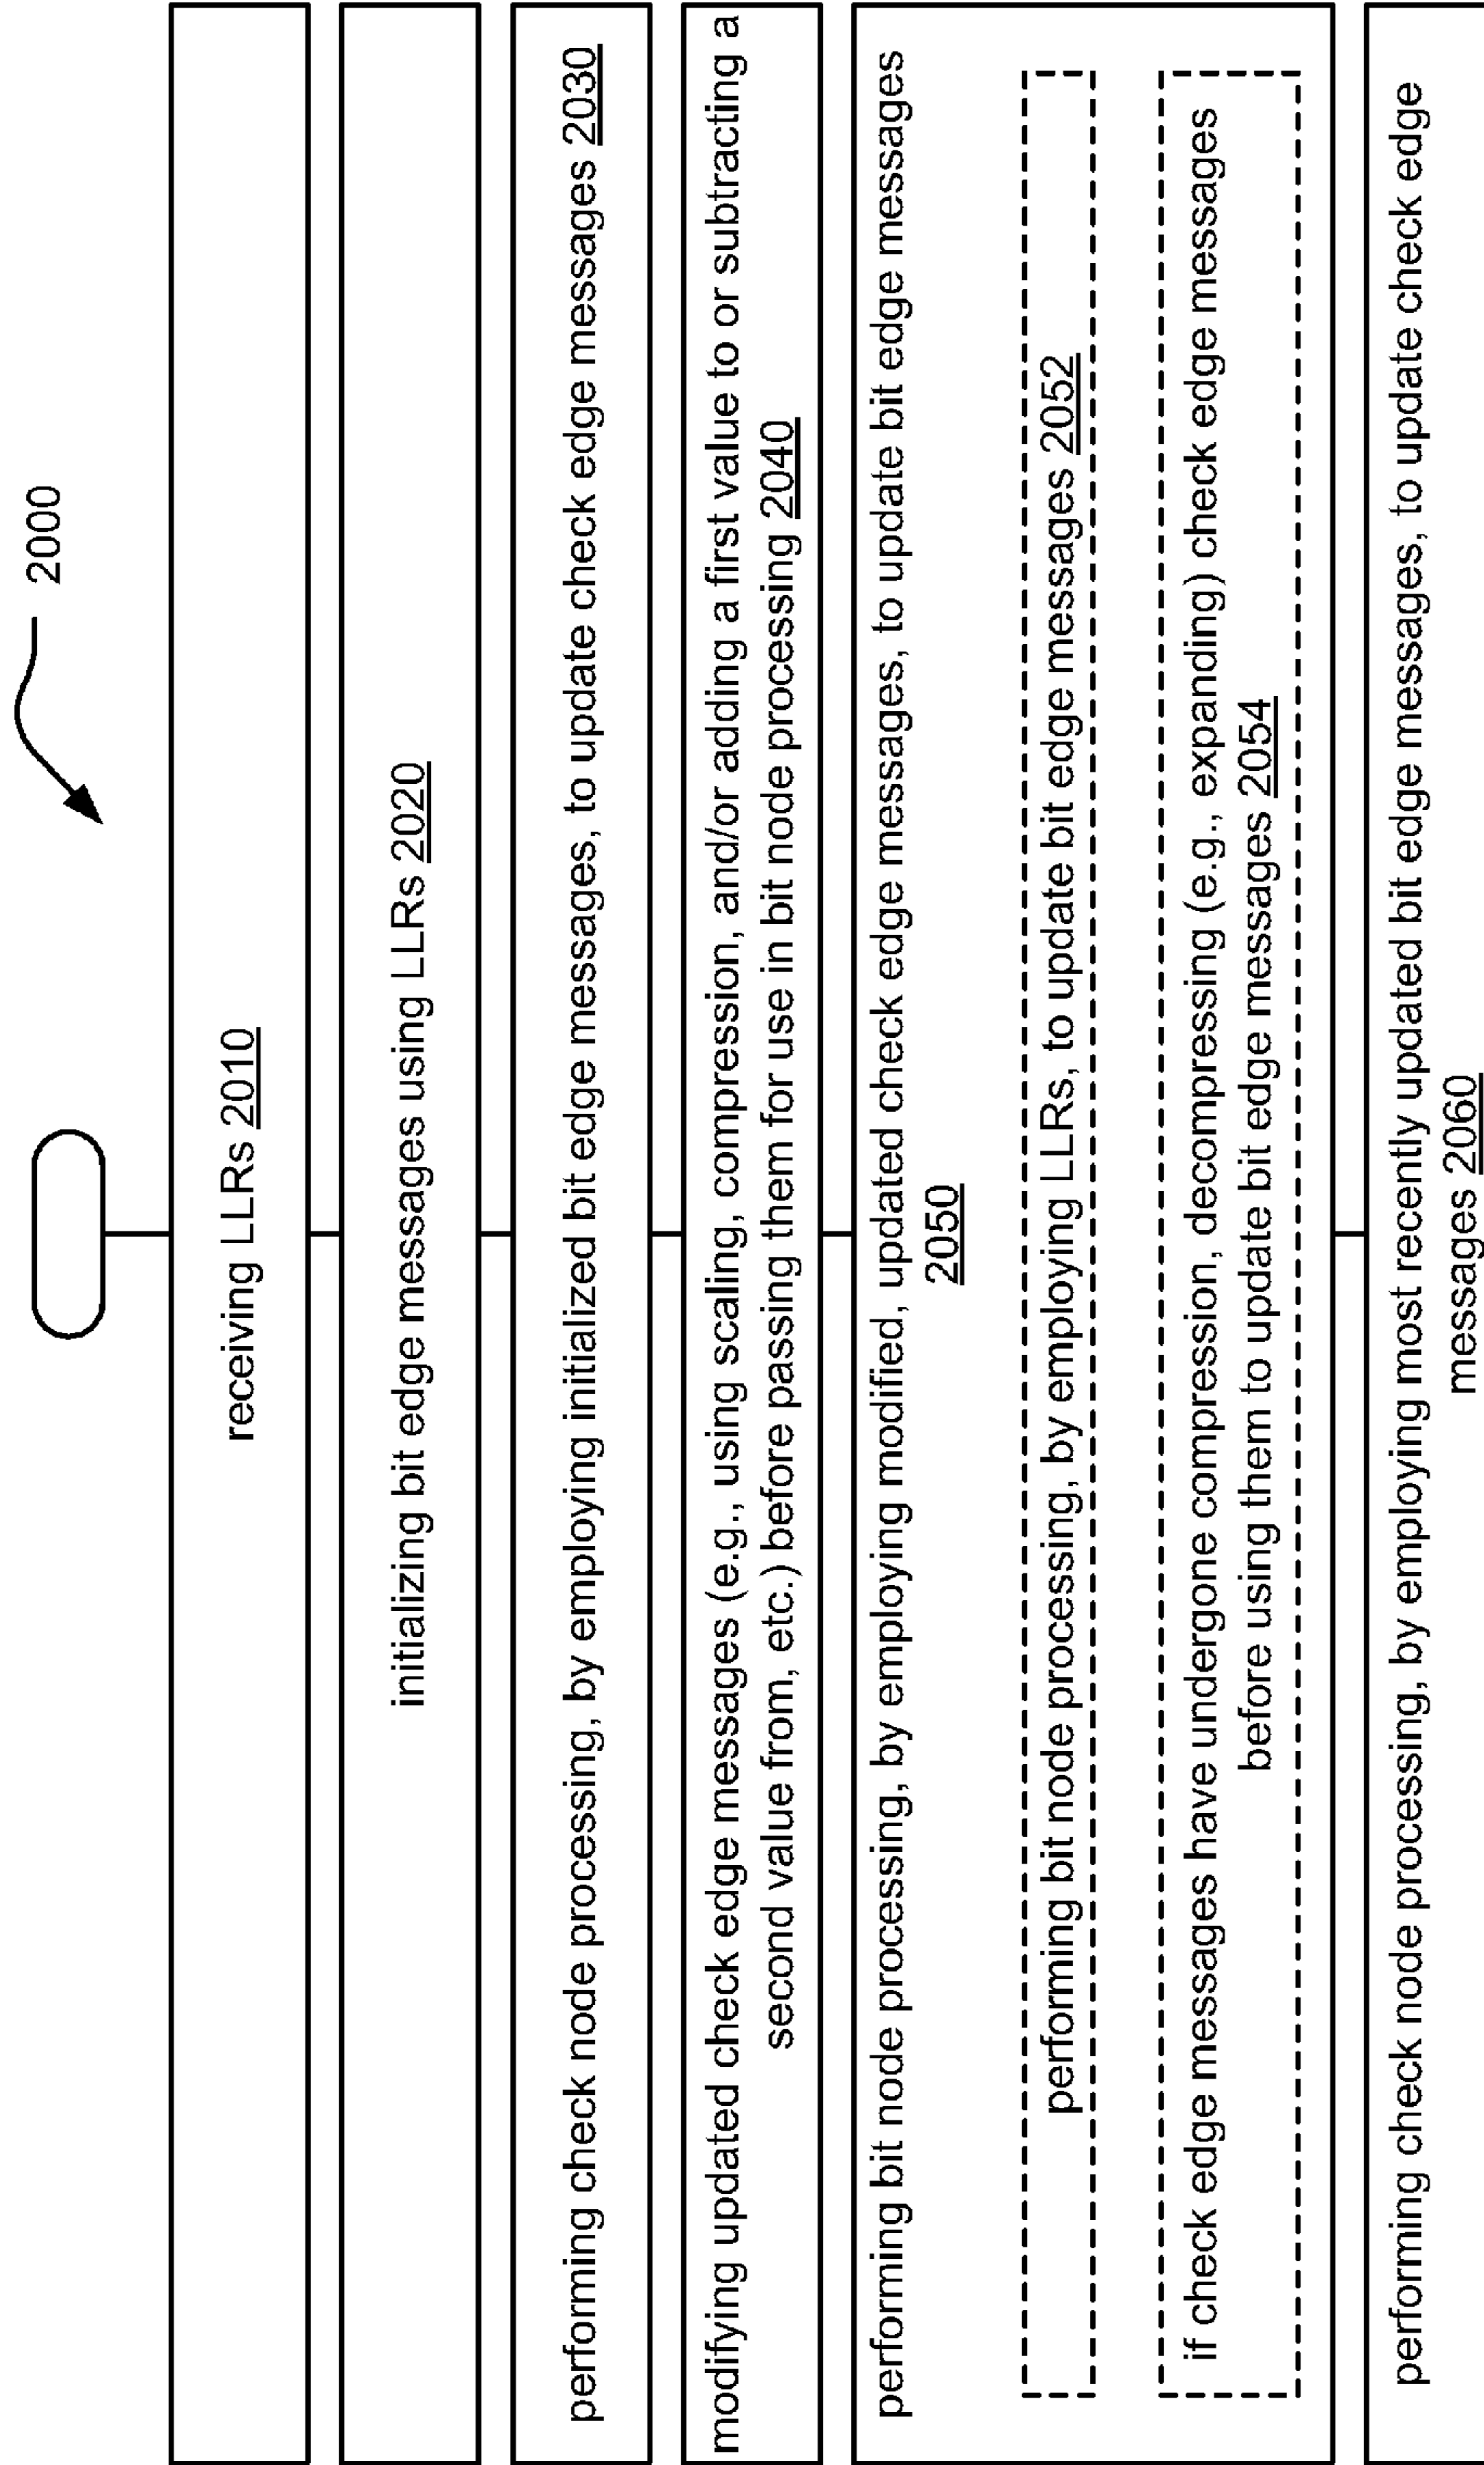 2000
receiving LLRs 2010
initializing bit edge messages using LLRs 2020
performing check node processing, by employing initialized bit edge messages, to update check edge messages 2030
modifying updated check edge messages (e.g., using scaling, compression, and/or adding a first value to or subtracting a
second value from, etc.) before passing them for use in bit node processing 2040
performing bit node processing, by employing modified, updated check edge messages, to update bit edge messages
2050
performing bit node processing, by employing LLRs, to update bit edge messages 2052
if check edge messages have undergone compression, decompressing (e.g., expanding) check edge messages
before using them to update bit edge messages 2054
performing check node processing, by employing most recently updated bit edge messages, to update check edge
messages 2060